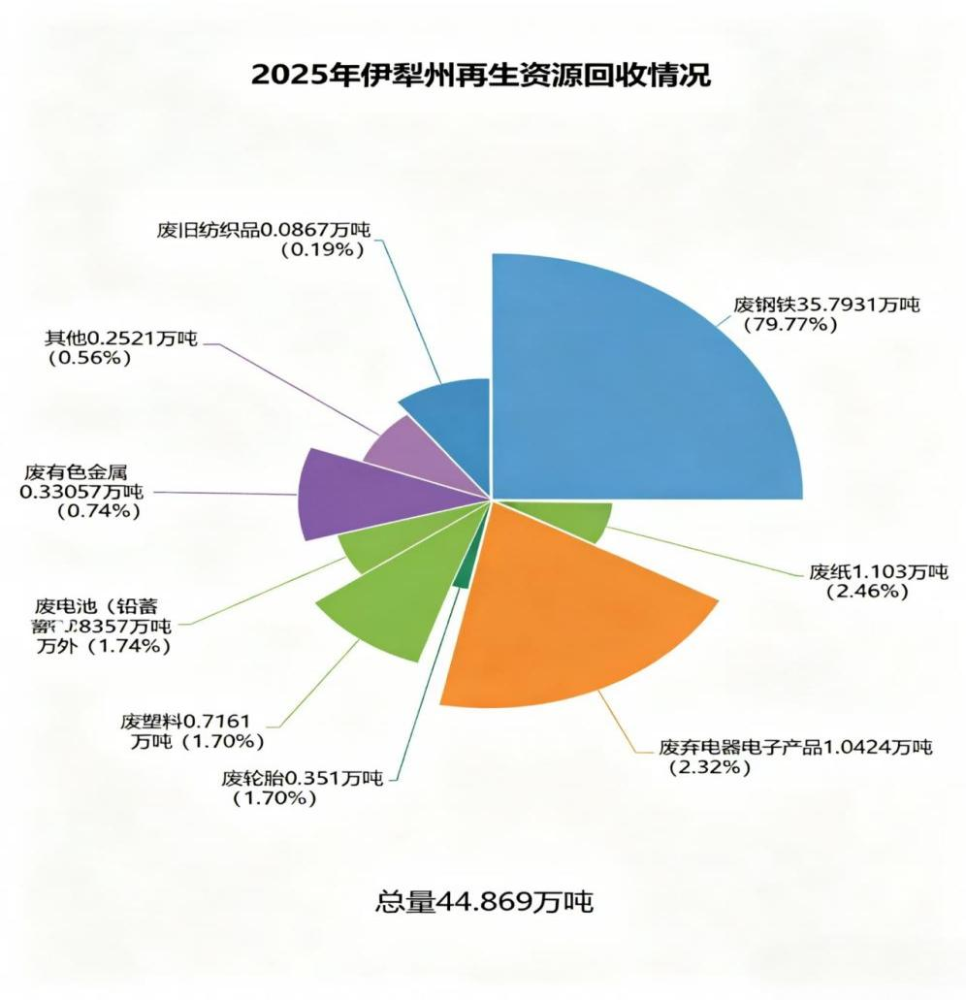 2025年伊犁州再生资源回收情况
废旧纺织品0.0867万吨
(0.19%)
废钢铁35.7931万吨
(79.77%)
其他0.2521万吨
(0.56%)
废有色金属
0.33057万吨
(0.74%)
废纸1.103万吨
(2.46%)
废电池（铅蓄
8357万吨
万外（1.74%）
废塑料0.7161
万吨（1.70%）
废弃电器电子产品1.0424万吨
(2.32%)
废轮胎0.351万吨
（1.70%）
总量44.869万吨